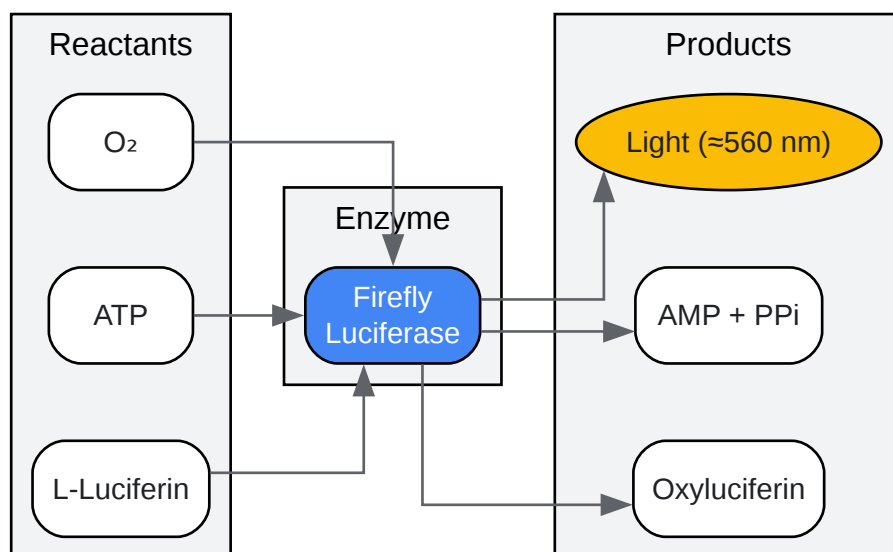 Reactants
Products
O₂
Light (≈560 nm)
Enzyme
ATP
Firefly
Luciferase
AMP + PPi
L-Luciferin
Oxyluciferin